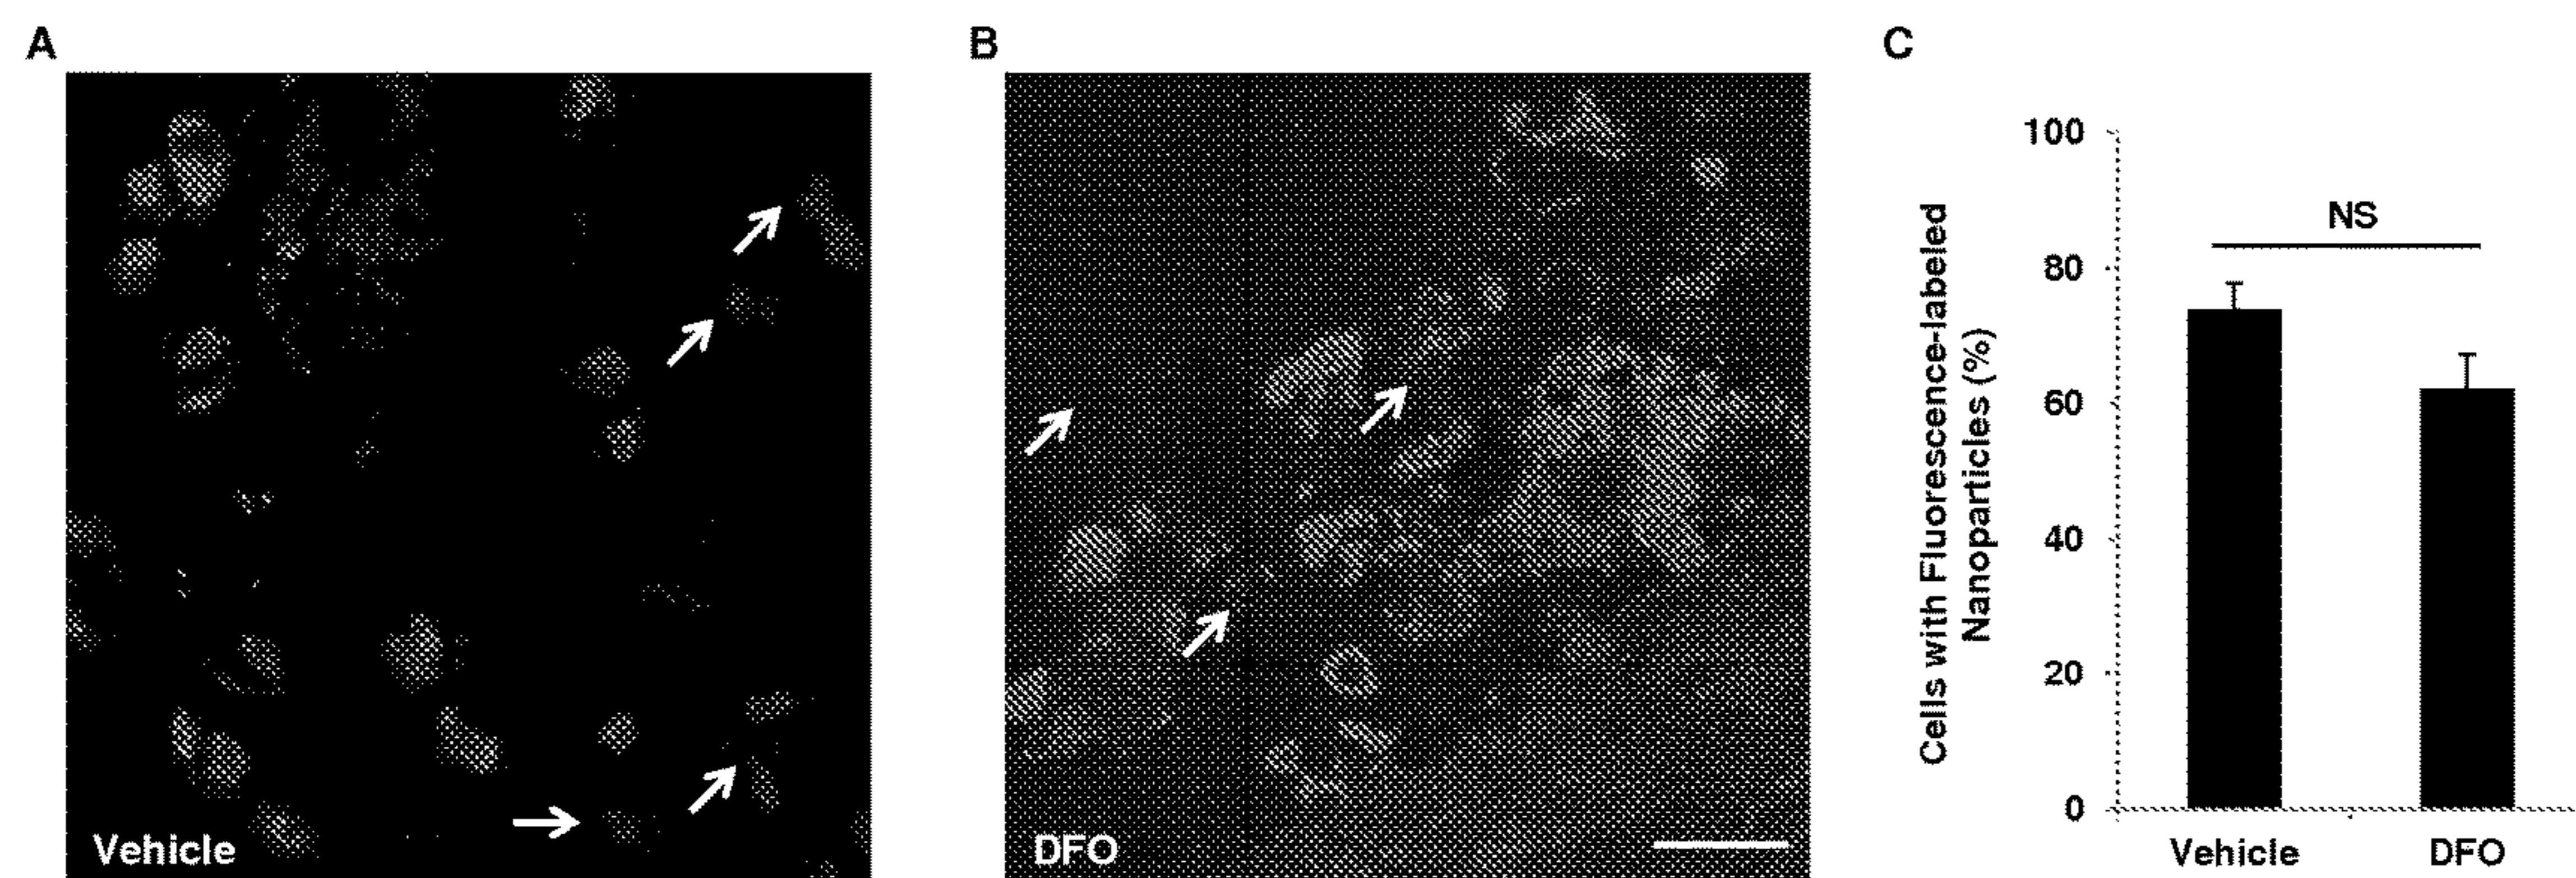 A
Vehicle
B
DFO
C
Cells with Fluorescence-labeled
Nanoparticles (%)
100
80
60
40
20
0
NS
Vehicle
DFO